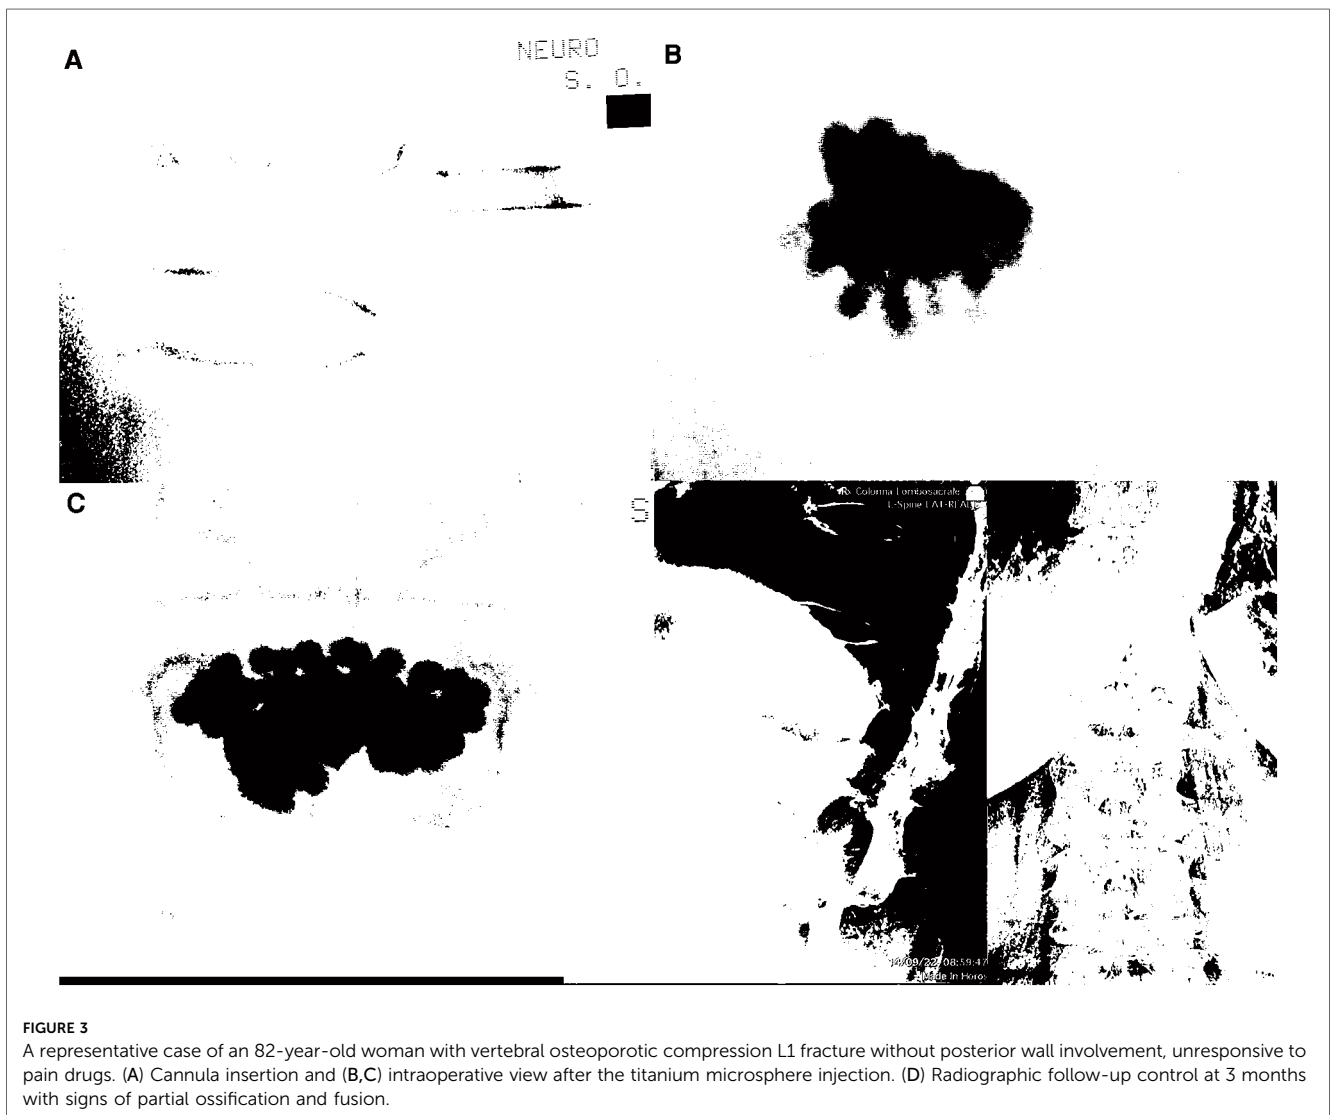 A
NEURO
S. O.
B
C
S
Rx Colonna Lombosacrale
14/09/22, 08:59:47
Made In Horos
FIGURE 3
A representative case of an 82-year-old woman with vertebral osteoporotic compression L1 fracture without posterior wall involvement, unresponsive to
pain drugs. (A) Cannula insertion and (B,C) intraoperative view after the titanium microsphere injection. (D) Radiographic follow-up control at 3 months
with signs of partial ossification and fusion.